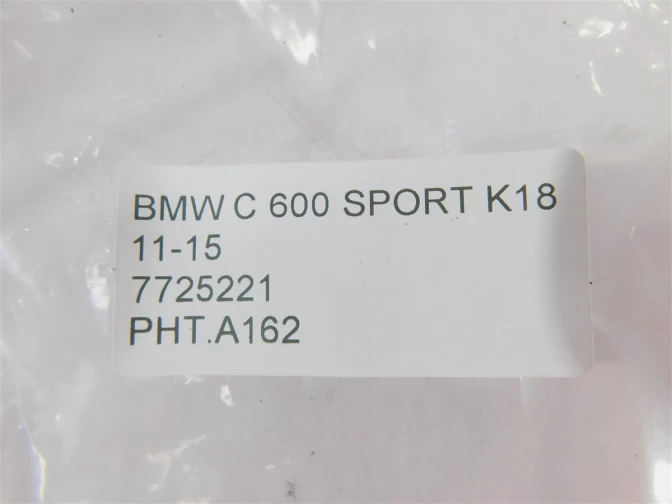 BMW C 600 SPORT K18
11-15
7725221
PHT.A162